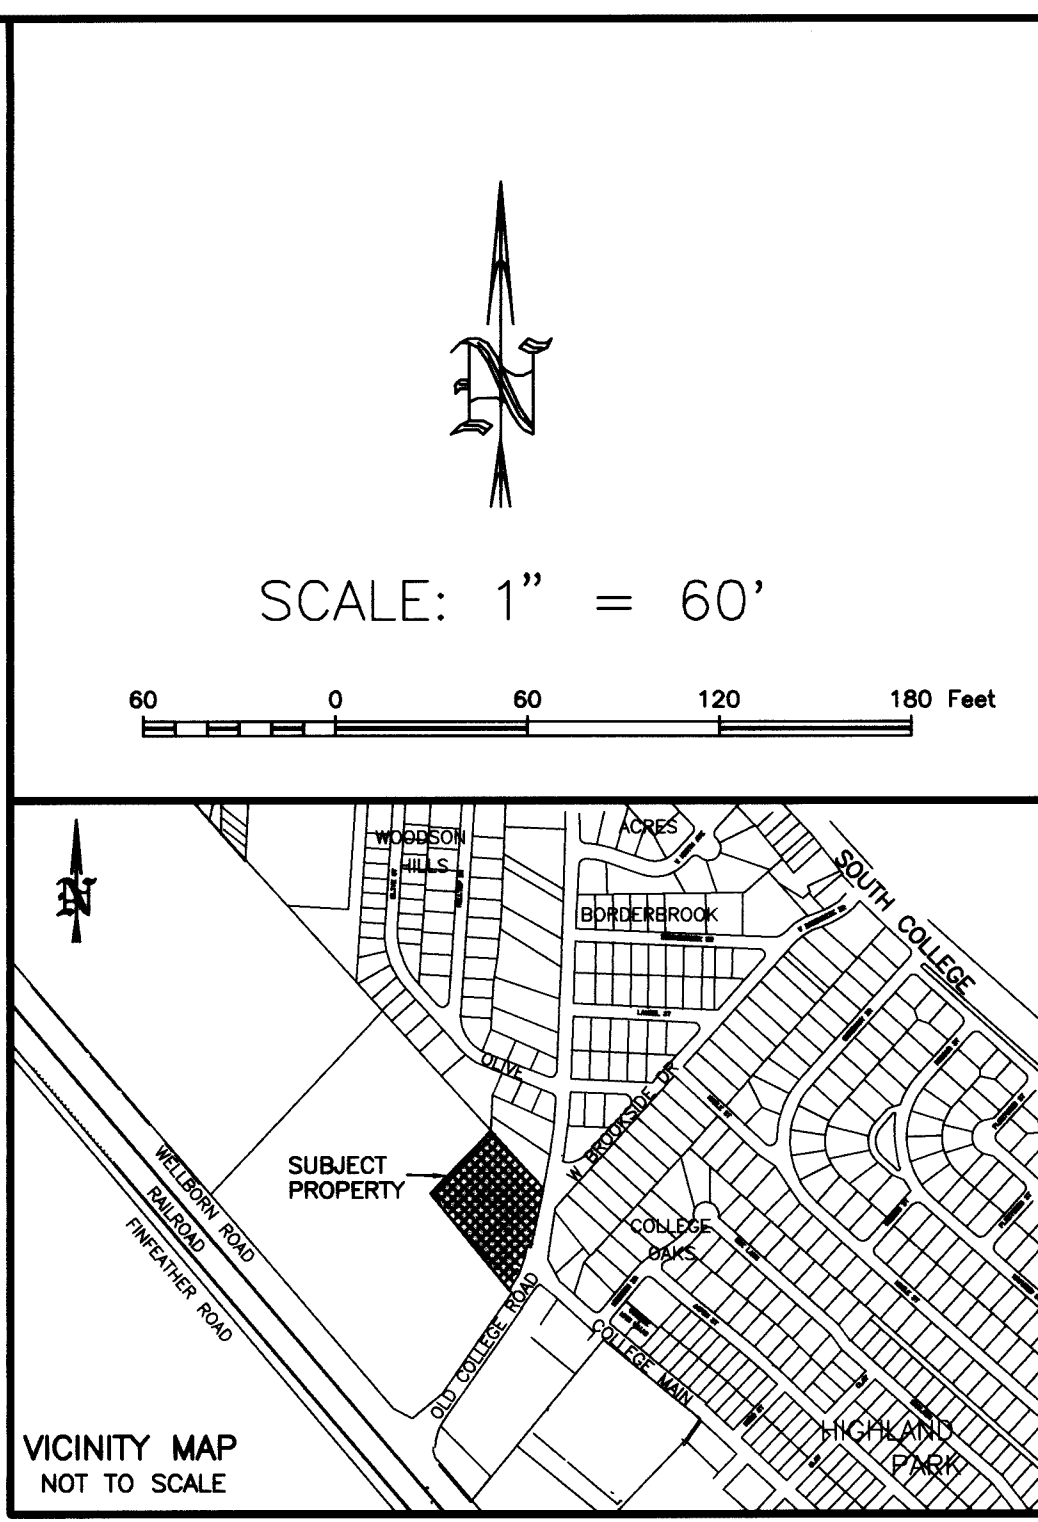 N
SCALE: 1" = 60'
60 0 60 120 180 Feet
N
WOODSON
HILLS
ACRES
SOUTH COLLEGE
BORDERBROOK
LAUREL ST
OLIVE
W BROOKSIDE DR
SUBJECT
PROPERTY
WELLBORN ROAD
RAILROAD
FINFEATHER ROAD
COLLEGE
OAKS
OLD COLLEGE ROAD
COLLEGE MAIN
HIGHLAND
PARK
VICINITY MAP
NOT TO SCALE